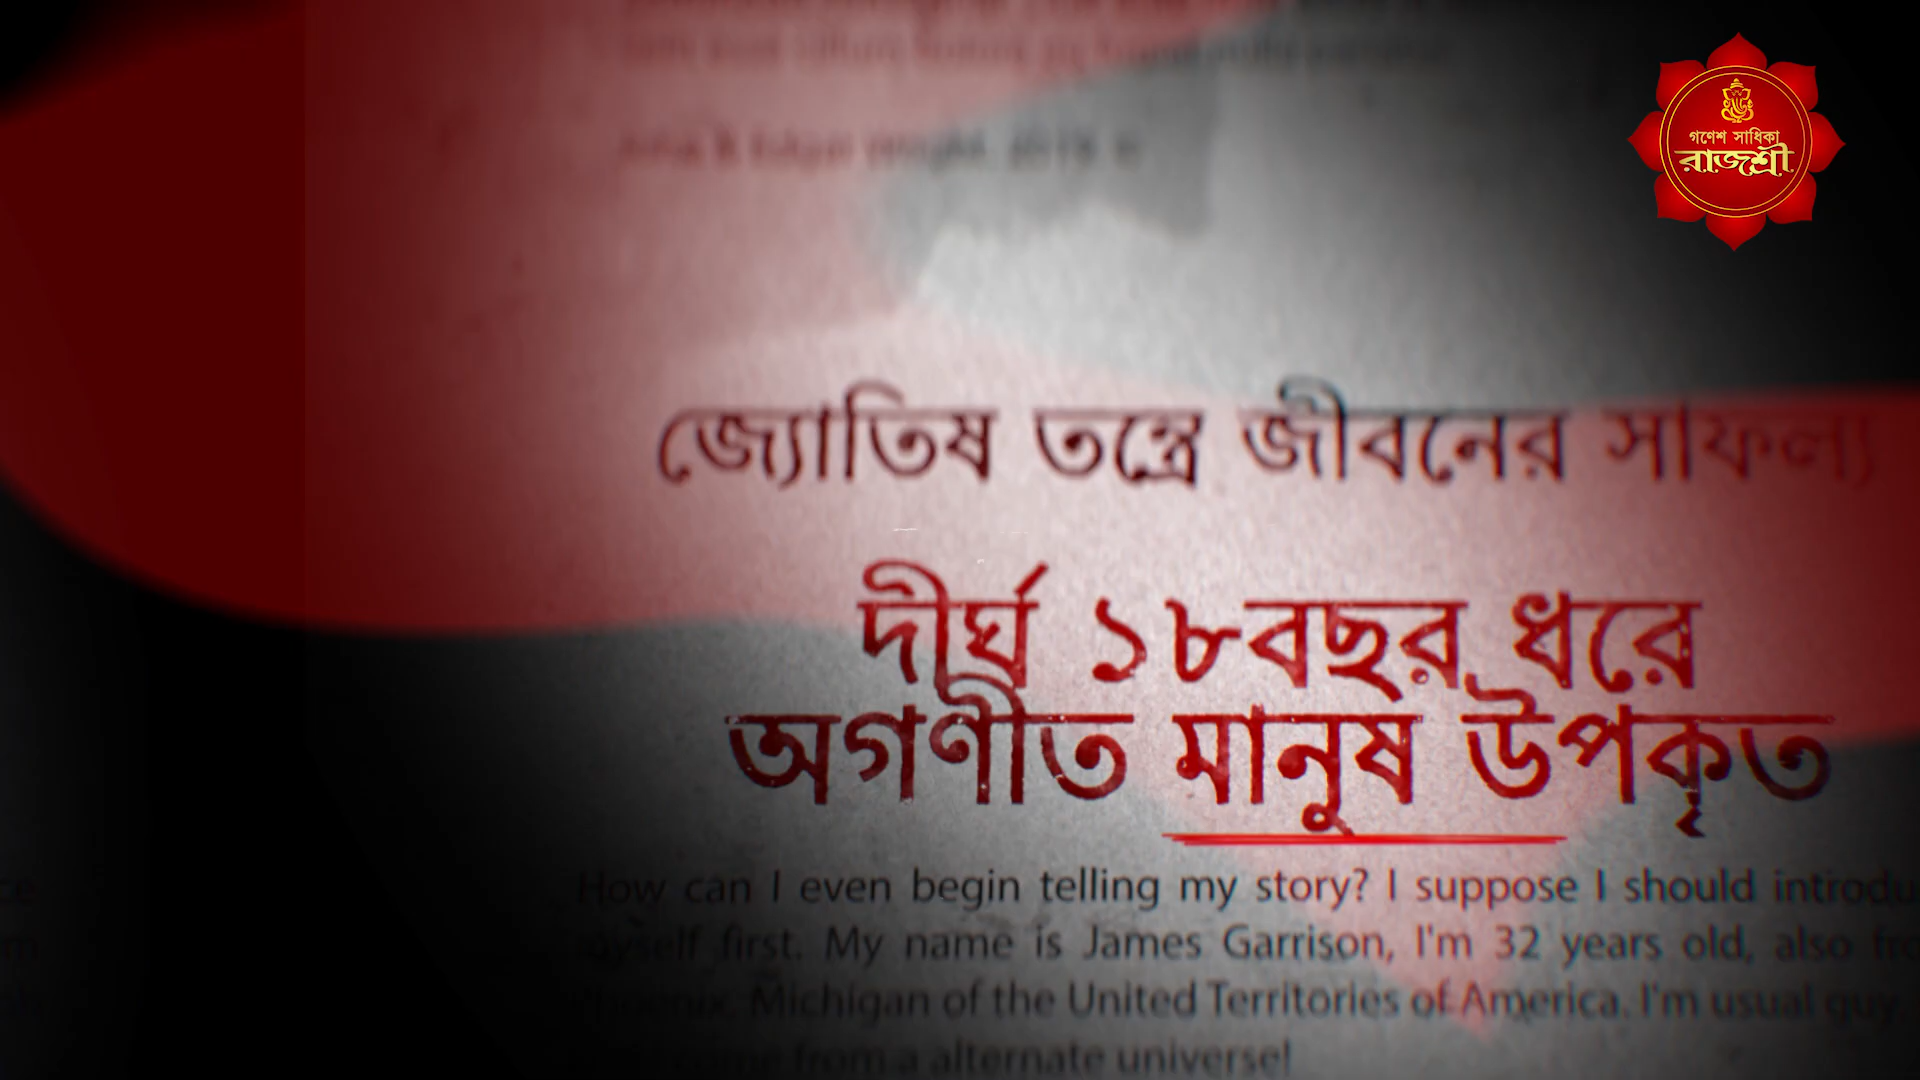 গণেশ সাধিকা
রাজশ্রী
জ্যোতিষ তন্ত্রে জীবনের সাফল্য
দীর্ঘ ১৮বছর ধরে
অগণীত মানুষ উপকৃত
How can I even begin telling my story? I suppose I should
myself first. My name is James Garrison, I'm 32 years old, also
Phoenix, Michigan of the United Territories of America. I'm usual guy,
from a alternate universe!